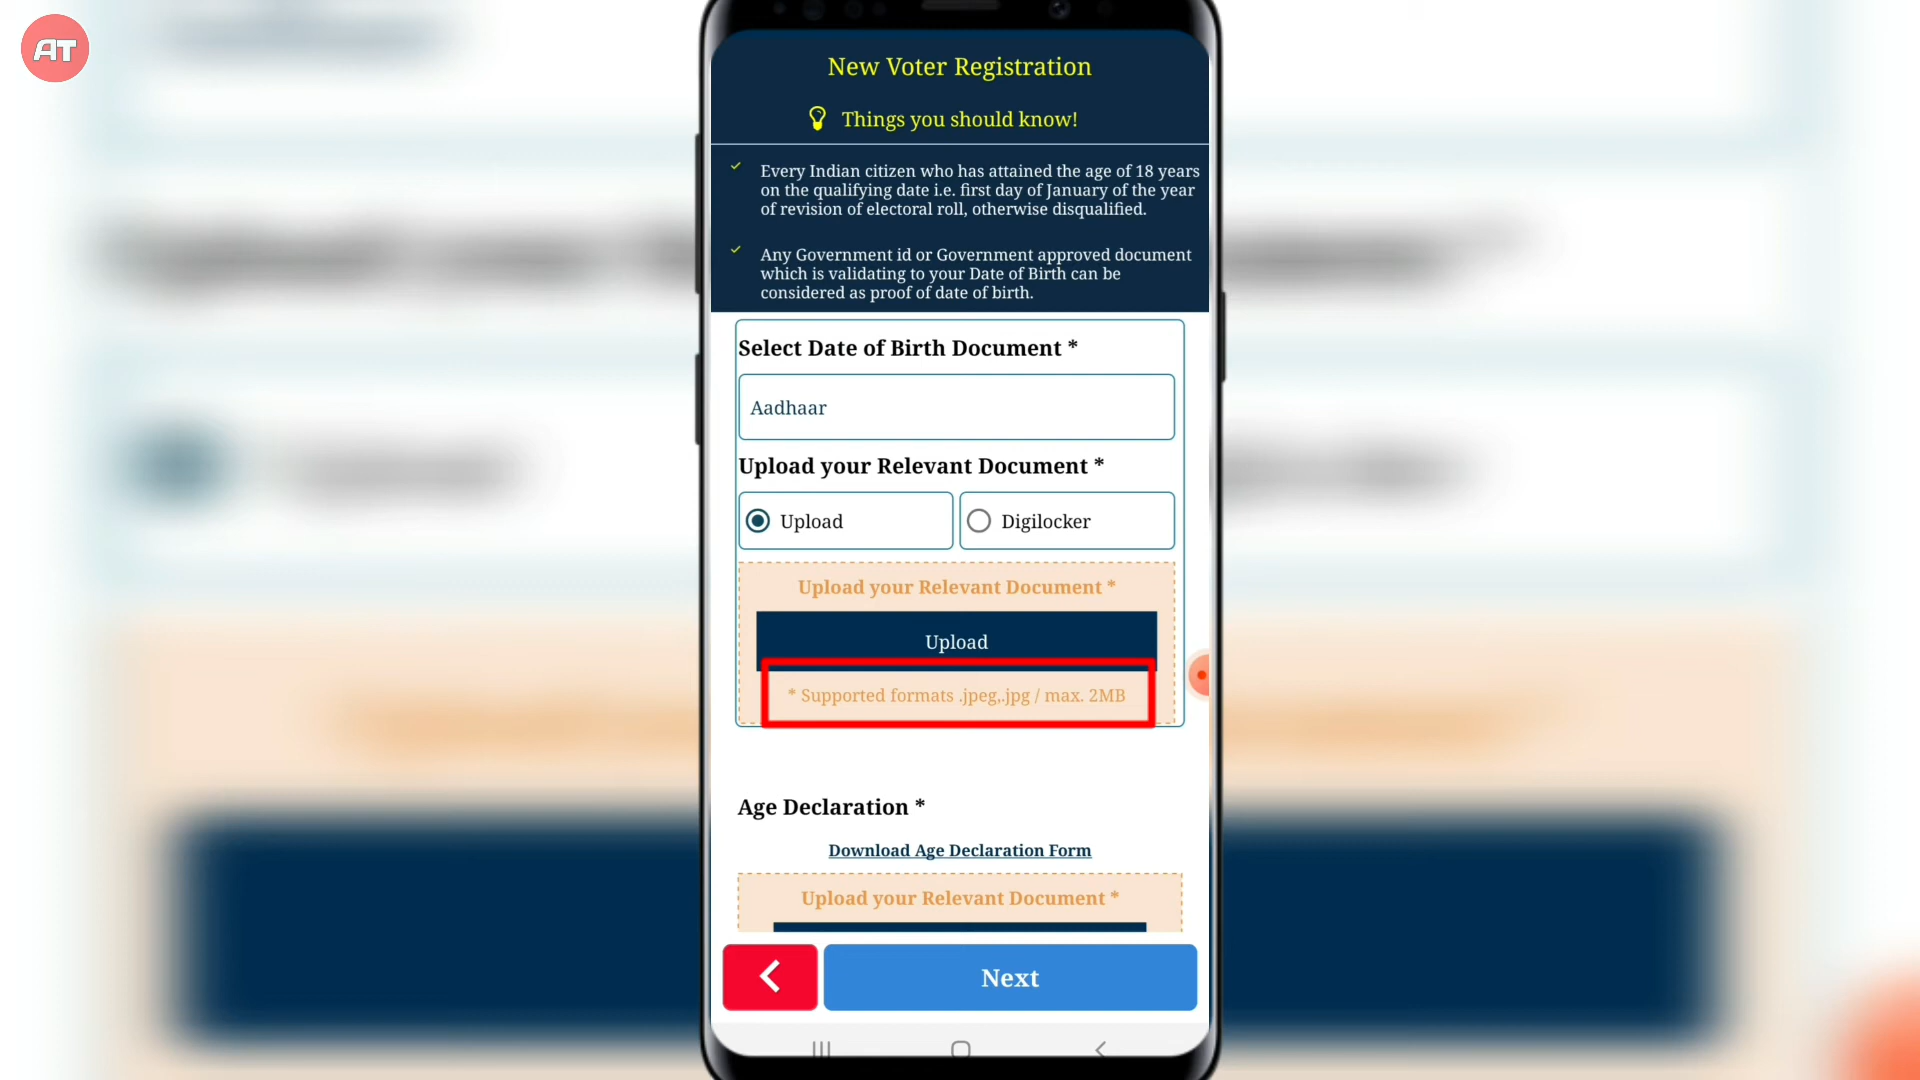 AT
New Voter Registration
Things you should know!
Every Indian citizen who has attained the age of 18 years
on the qualifying date i.e. first day of January of the year
of revision of electoral roll, otherwise disqualified.
Any Government id or Government approved document
which is validating to your Date of Birth can be
considered as proof of date of birth.
Select Date of Birth Document *
Aadhaar
Upload your Relevant Document *
Upload
Digilocker
Upload your Relevant Document *
Upload
* Supported formats .jpeg,.jpg / max. 2MB
Age Declaration *
Download Age Declaration Form
Upload your Relevant Document *
Next